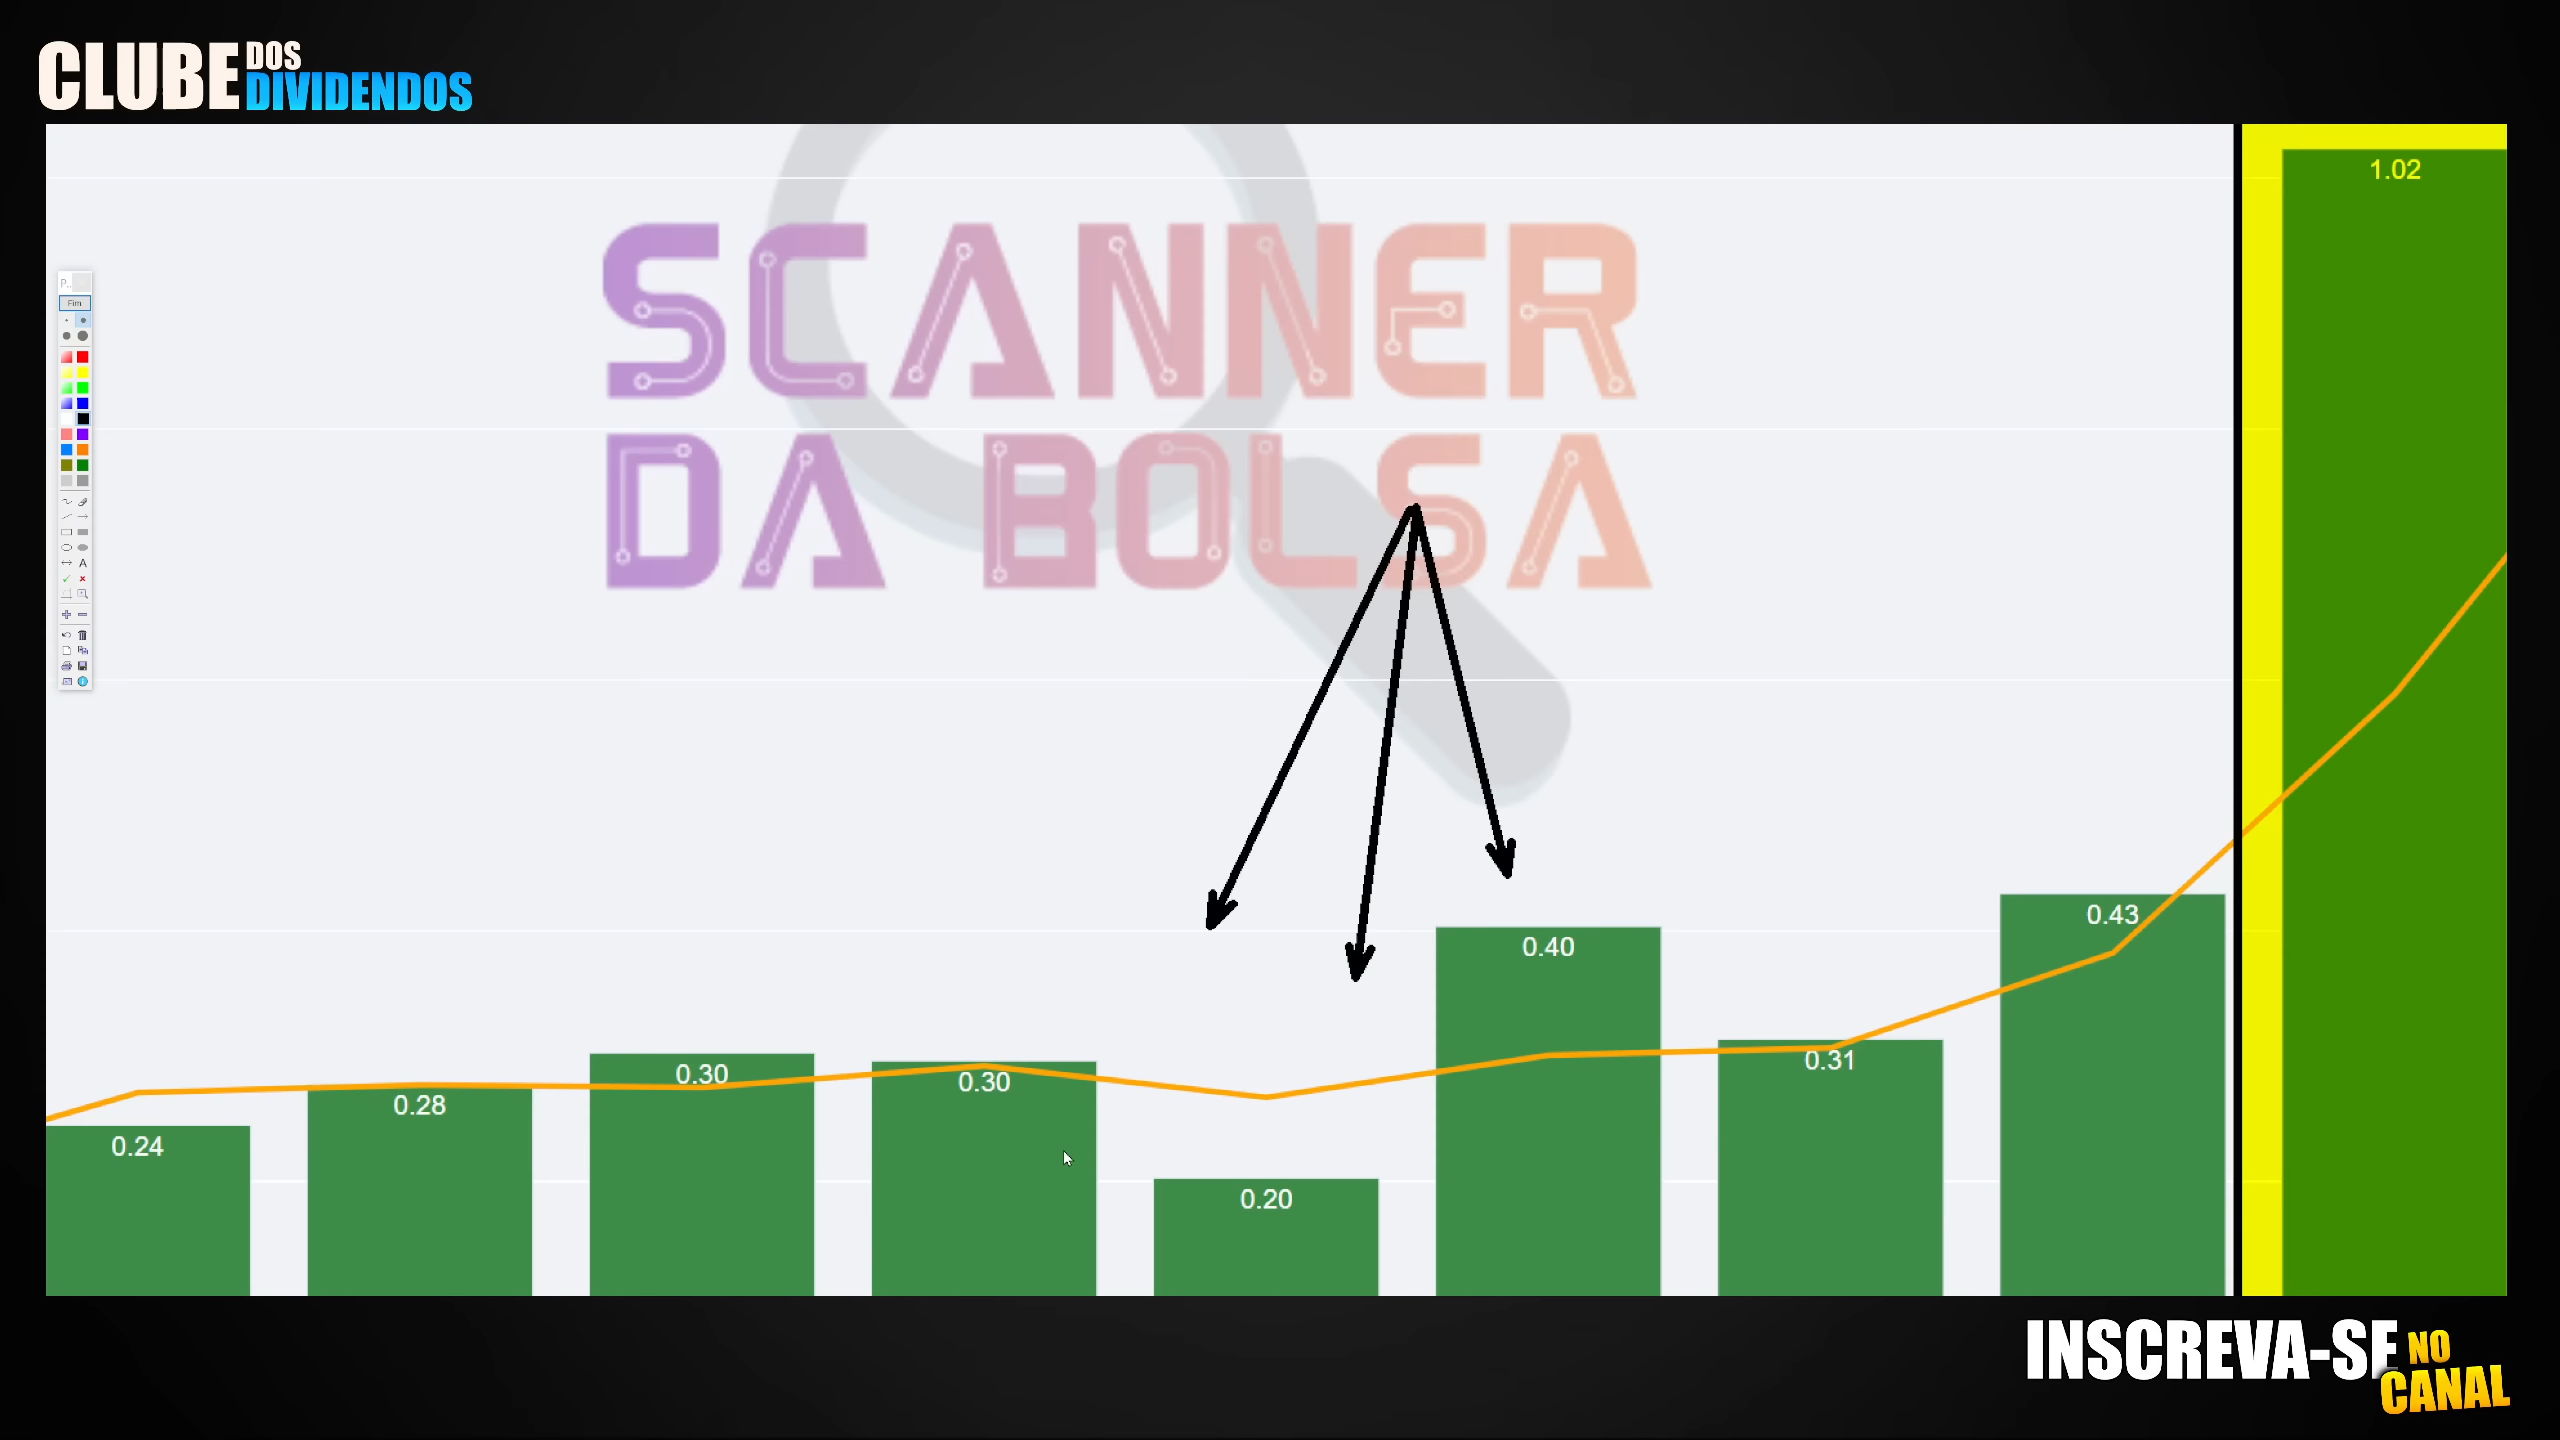 CLUBE DOS
DIVIDENDOS
1.02
SCANNER
DA BOLSA
P..
Fim
A
0.43
0.40
0.31
0.30
0.30
0.28
0.24
0.20
INSCREVA-SE NO
CANAL